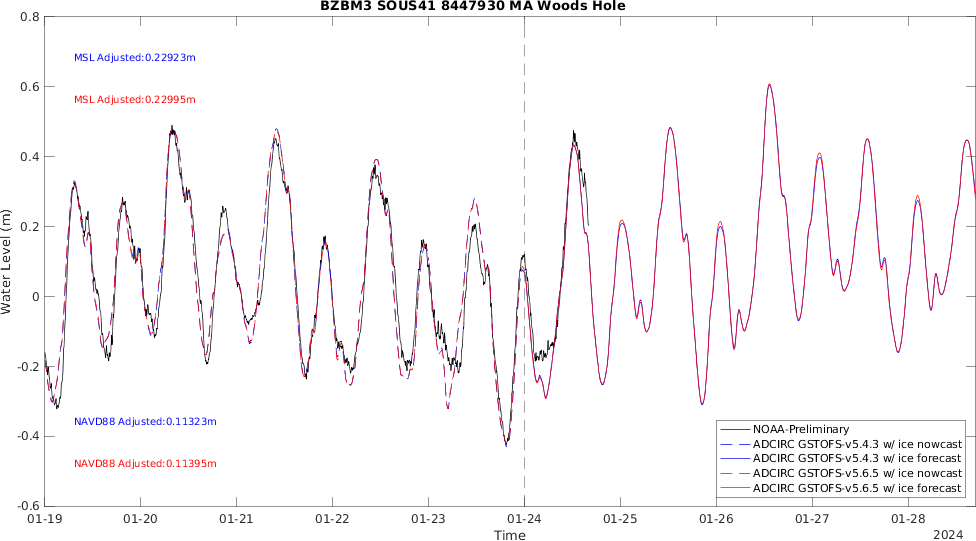 BZBM3 SOUS41 8447930 MA Woods Hole
0.8
0.6
0.4
0.2
0
-0.2
-0.4
-0.6
Water Level (m)
MSL Adjusted:0.22923m
MSL Adjusted:0.22995m
NAVD88 Adjusted:0.11323m
NAVD88 Adjusted:0.11395m
NOAA-Preliminary
ADCIRC GSTOFS-v5.4.3 w/ ice nowcast
ADCIRC GSTOFS-v5.4.3 w/ ice forecast
ADCIRC GSTOFS-v5.6.5 w/ ice nowcast
ADCIRC GSTOFS-v5.6.5 w/ ice forecast
01-19 01-20 01-21 01-22 01-23 01-24 01-25 01-26 01-27 01-28
Time
2024